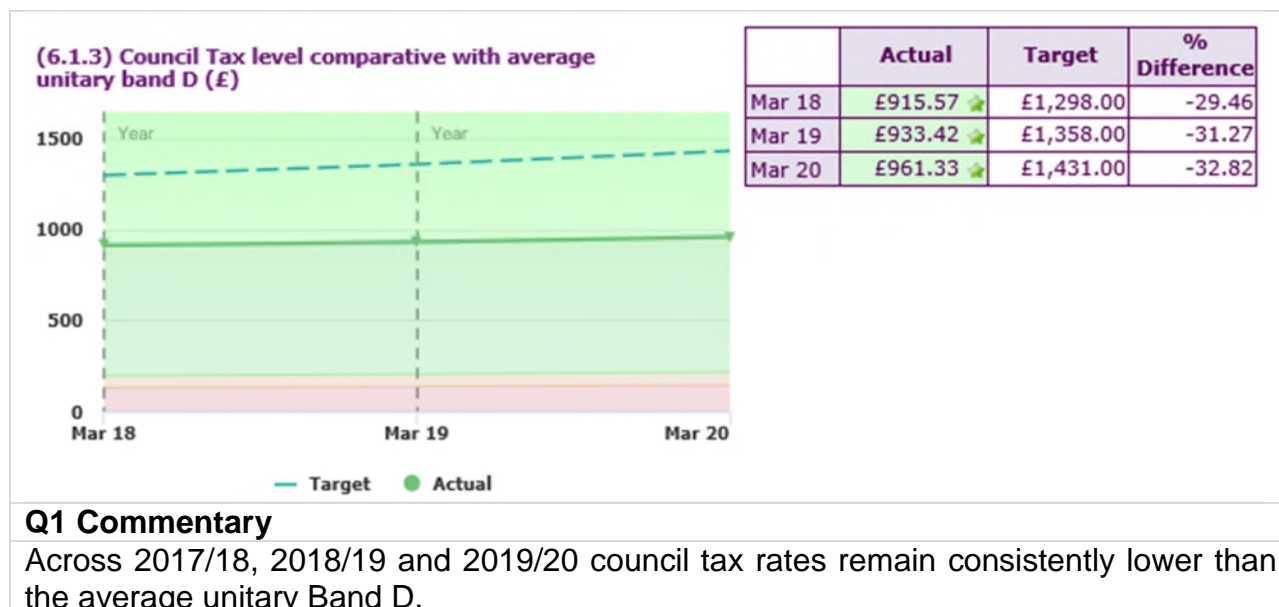 (6.1.3) Council Tax level comparative with average
unitary band D (£)
1500
1000
500
0
Year
Year
Mar 18
Mar 19
Mar 20
Target
Actual
Actual Target % Difference
Mar 18 £915.57 £1,298.00 -29.46
Mar 19 £933.42 £1,358.00 -31.27
Mar 20 £961.33 £1,431.00 -32.82
Q1 Commentary
Across 2017/18, 2018/19 and 2019/20 council tax rates remain consistently lower than
the average unitary Band D.